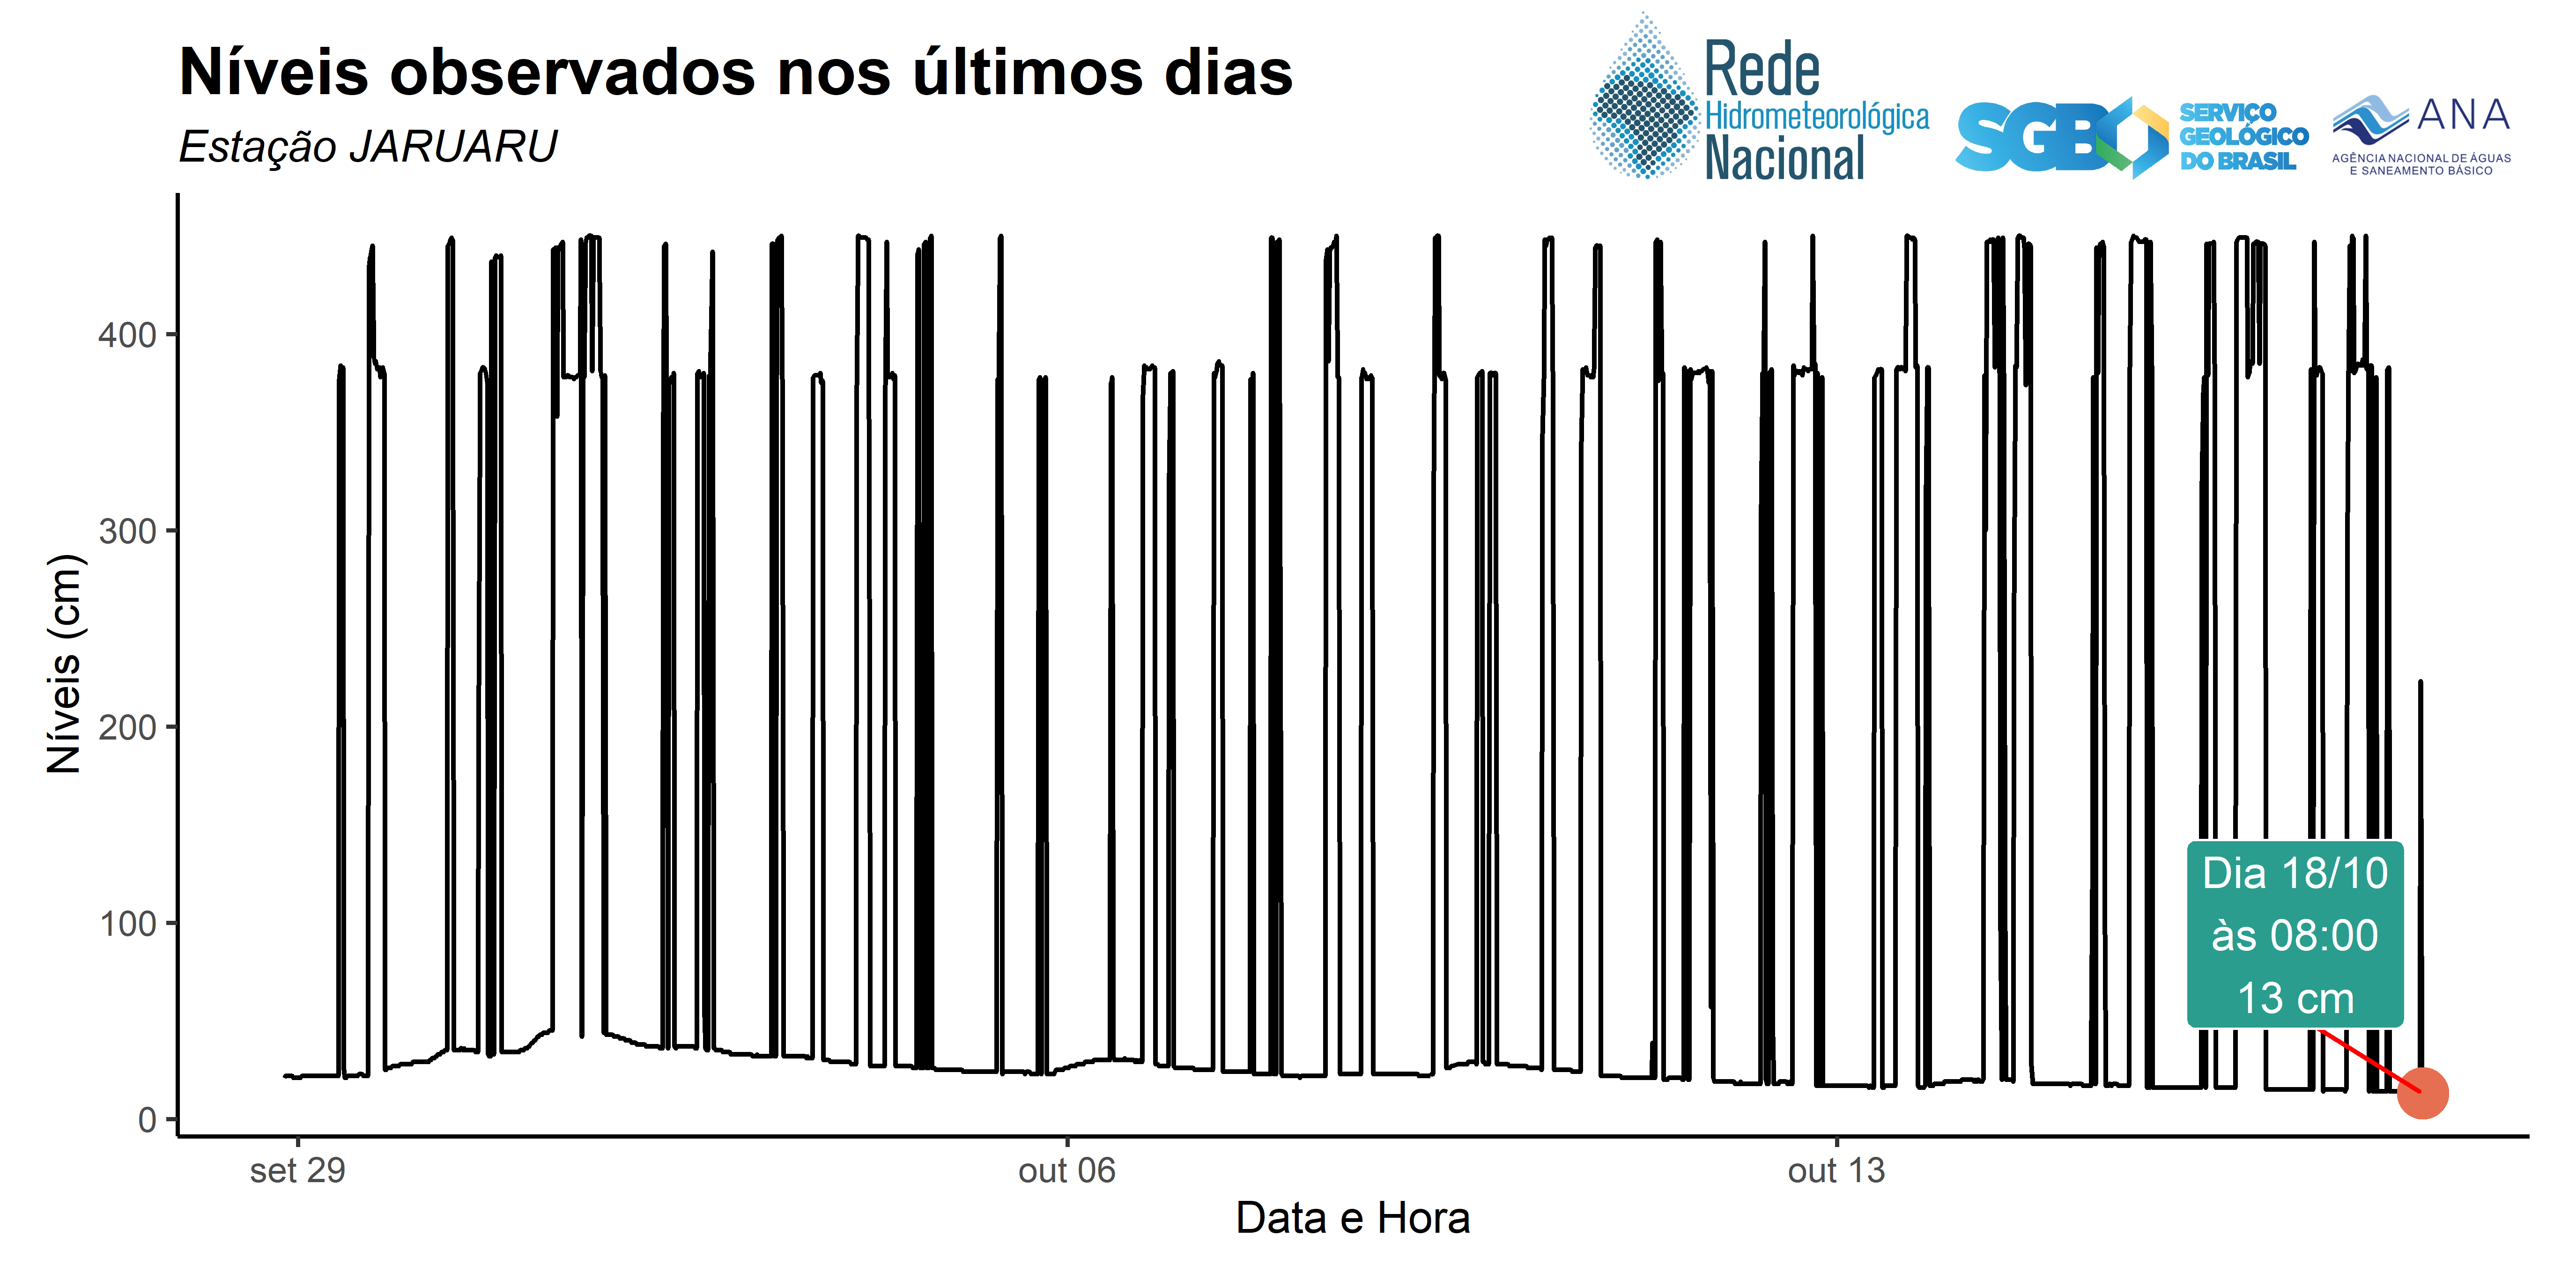 Níveis observados nos últimos dias
Estação JARUARU
Rede
Hidrometeorológica
Nacional
SGB
SERVIÇO
GEOLÓGICO
DO BRASIL
ANA
AGÊNCIA NACIONAL DE ÁGUAS
E SANEAMENTO BÁSICO
Níveis (cm)
400
300
200
100
0
Dia 18/10
às 08:00
13 cm
set 29
out 06
out 13
Data e Hora